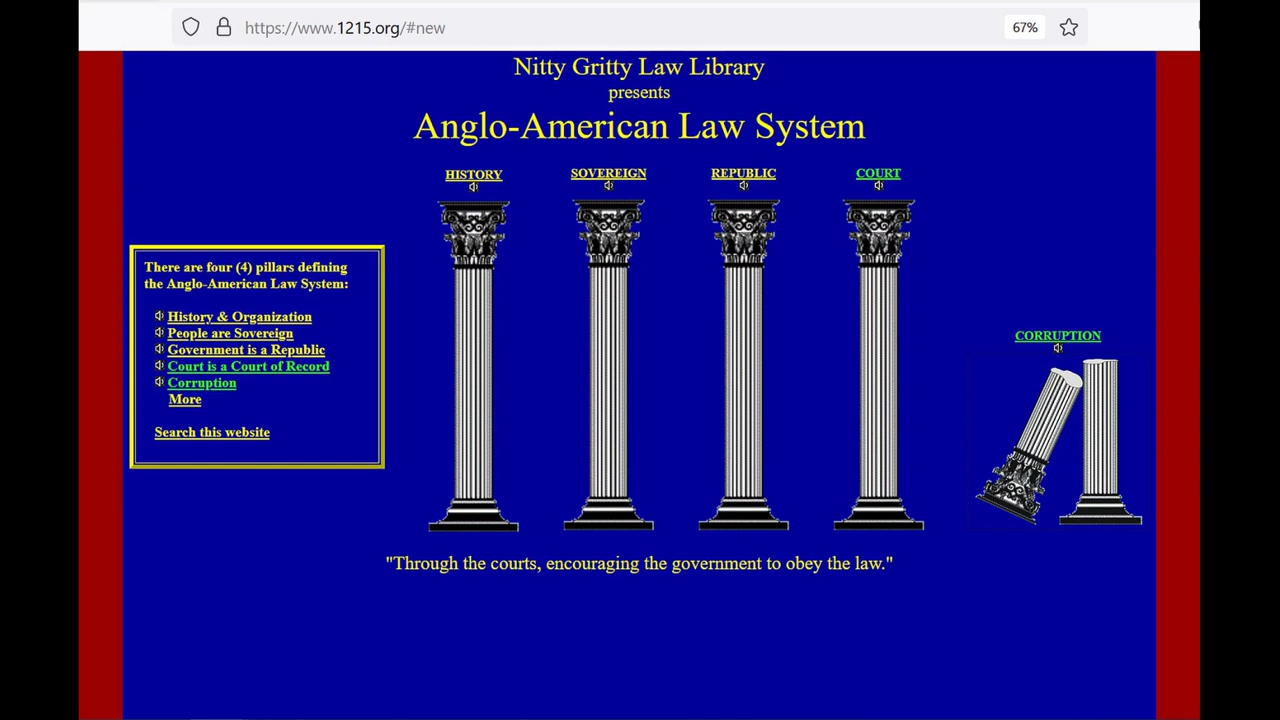 https://www.1215.org/#new
67%
Nitty Gritty Law Library
presents
Anglo-American Law System
HISTORY
SOVEREIGN
REPUBLIC
COURT
There are four (4) pillars defining
the Anglo-American Law System:
History & Organization
People are Sovereign
Government is a Republic
Court is a Court of Record
Corruption
More
Search this website
CORRUPTION
"Through the courts, encouraging the government to obey the law."